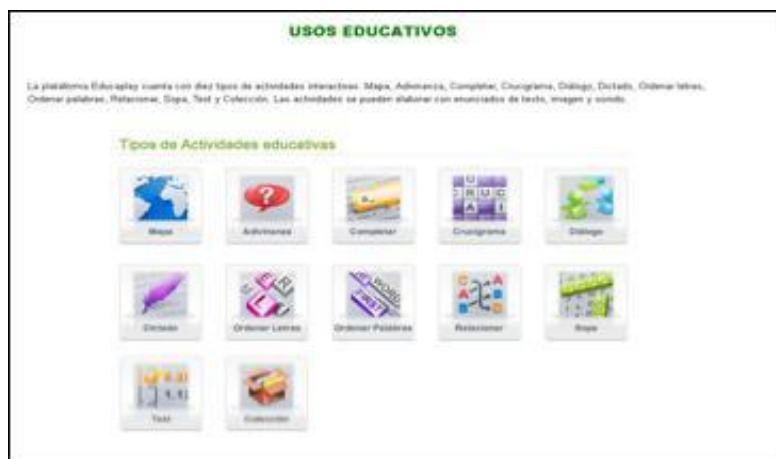 USOS EDUCATIVOS
La plataforma Educaplay cuenta con diez tipos de actividades interactivas: Mapa, Adivinanza, Completar, Crucigrama, Diálogo, Dictado, Ordenar letras,
Ordenar palabras, Relacionar, Sopa, Test y Colección. Las actividades se pueden elaborar con enunciados de texto, imagen y sonido.
Tipos de Actividades educativas
Mapa Adivinanza Completar Crucigrama Diálogo
Dictado Ordenar Letras Ordenar Palabras Relacionar Sopa
Test Colección